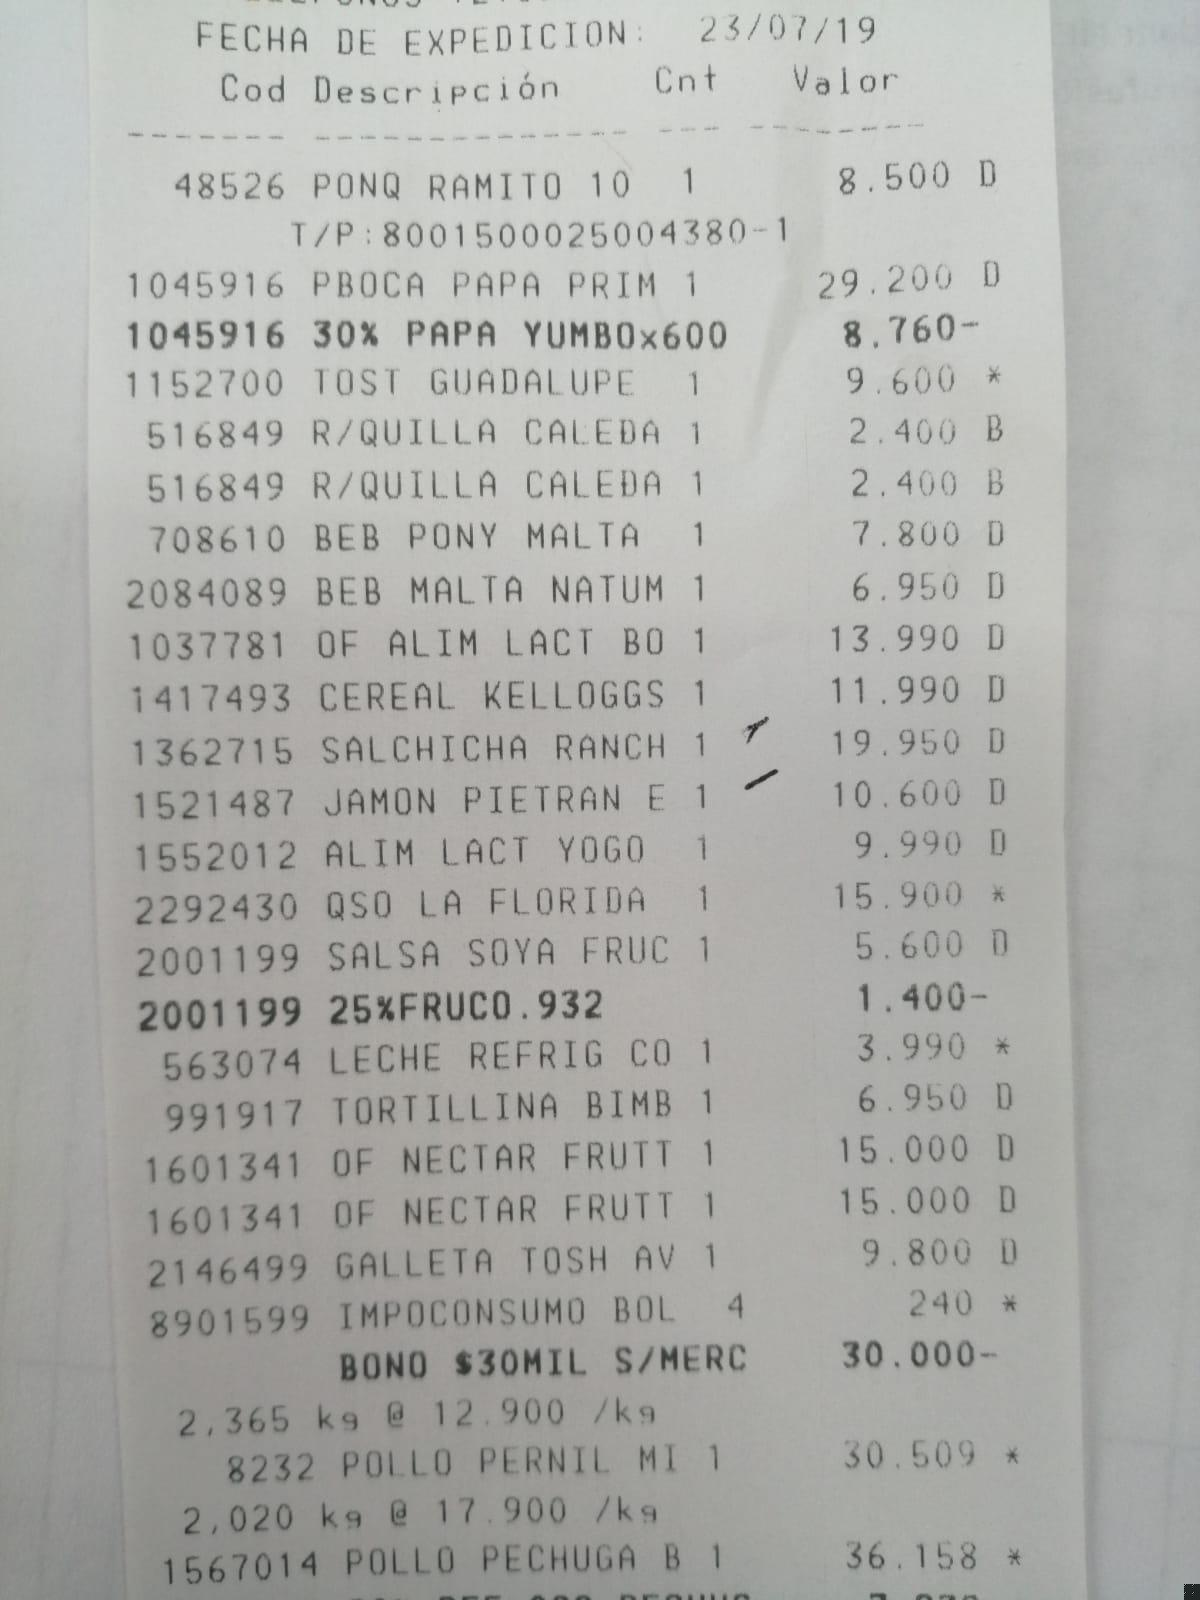 FECHA DE EXPEDICION: 23/07/19
Cod Descripción Cnt Valor
------- -------------- --- --------
48526 PONQ RAMITO 10 1 8.500 D
T/P:8001500025004380-1
1045916 PBOCA PAPA PRIM 1 29.200 D
1045916 30% PAPA YUMBOx600 8.760-
1152700 TOST GUADALUPE 1 9.600 *
516849 R/QUILLA CALEDA 1 2.400 B
516849 R/QUILLA CALEDA 1 2.400 B
708610 BEB PONY MALTA 1 7.800 D
2084089 BEB MALTA NATUM 1 6.950 D
1037781 OF ALIM LACT BO 1 13.990 D
1417493 CEREAL KELLOGGS 1 11.990 D
1362715 SALCHICHA RANCH 1 19.950 D
1521487 JAMON PIETRAN E 1 10.600 D
1552012 ALIM LACT YOGO 1 9.990 D
2292430 QSO LA FLORIDA 1 15.900 *
2001199 SALSA SOYA FRUC 1 5.600 D
2001199 25%FRUCO.932 1.400-
563074 LECHE REFRIG CO 1 3.990 *
991917 TORTILLINA BIMB 1 6.950 D
1601341 OF NECTAR FRUTT 1 15.000 D
1601341 OF NECTAR FRUTT 1 15.000 D
2146499 GALLETA TOSH AV 1 9.800 D
8901599 IMPOCONSUMO BOL 4 240 *
BONO $30MIL S/MERC 30.000-
2,365 kg @ 12.900 /kg
8232 POLLO PERNIL MI 1 30.509 *
2,020 kg @ 17.900 /kg
1567014 POLLO PECHUGA B 1 36.158 *